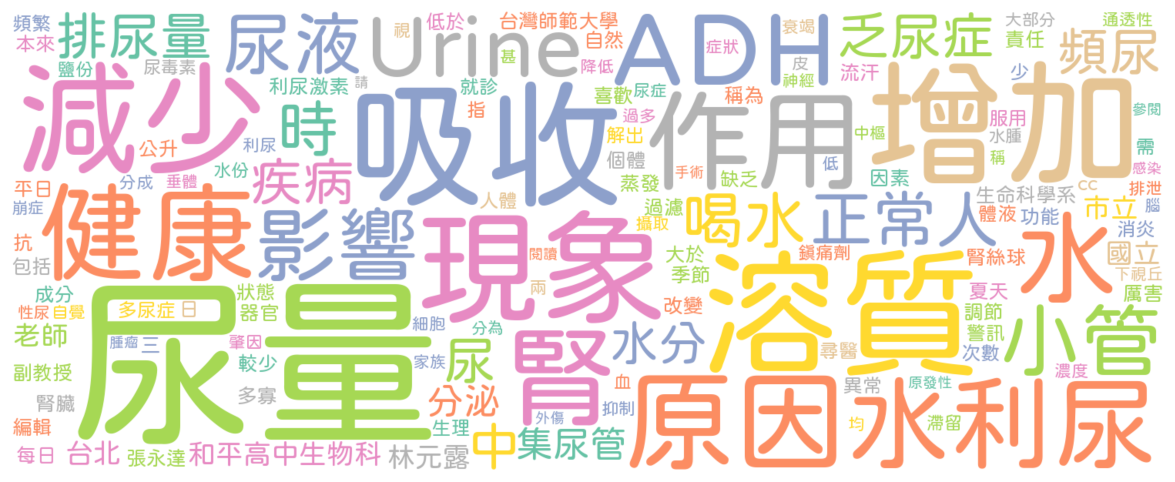 頻繁 排尿量 尿液 Urine 低於 視 台灣師範大學 ADH 衰竭 乏尿症 大部分 通透性
本來 甚 自然 症狀 責任 頻尿
鹽份 尿毒素 利尿激素 請 就診 降低 皮 流汗 少
減少 時 吸收 喜歡 尿症 作用 稱為 神經 增加 參閱
公升 利尿 指 過多 解出 中樞 服用 水腫 需
疾病 個體 手術 低 因素 稱 感染
平日 分成 垂體 水份 蒸發 缺乏 生命科學系 cc 排泄
崩症 健康 影響 人體 過濾 攝取 喝水 正常人 體液 功能 市立 腦
抗 現象 水 消炎
包括 閱讀 大於 鎮痛劑 腎絲球 國立
成分 狀態 兩 季節 溶質 夏天 下視丘 厲害
性尿 自覺 多尿症 日 器官 改變 調節 小管
老師 尿量 腫瘤 三 肇因 細胞 分為 腎 水分 警訊
副教授 較少 尿 家族 尋醫 次數
腎臟 多寡 分泌 血 原因 異常 原發性 濃度
編輯 生理 外傷 抑制 水利尿
每日 台北 張永達 和平高中生物科 林元露 中 集尿管 均 滯留